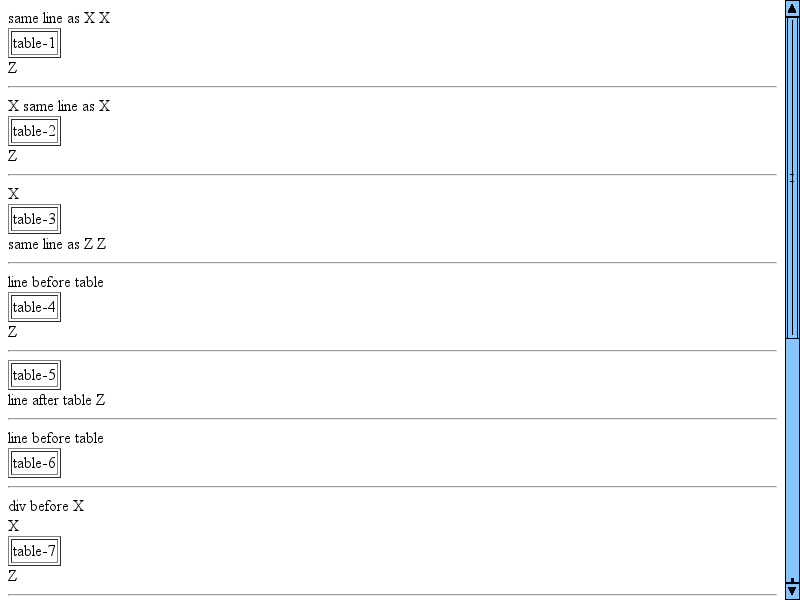 same line as X X
table-1
Z
X same line as X
table-2
Z
X
table-3
same line as Z Z
line before table
table-4
Z
table-5
line after table Z
line before table
table-6
div before X
X
table-7
Z